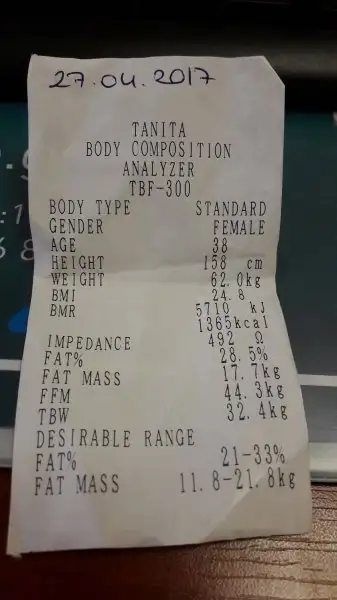 27.04.2017
TANITA
BODY COMPOSITION
ANALYZER
TBF-300
BODY TYPE STANDARD
GENDER FEMALE
AGE 38
HEIGHT 158 cm
WEIGHT 62.0kg
BMI 24.8
BMR 5710 kJ
1365kcal
IMPEDANCE 492 Ω
FAT% 28.5%
FAT MASS 17.7kg
FFM 44.3kg
TBW 32.4kg
DESIRABLE RANGE
FAT% 21-33%
FAT MASS 11.8-21.8kg